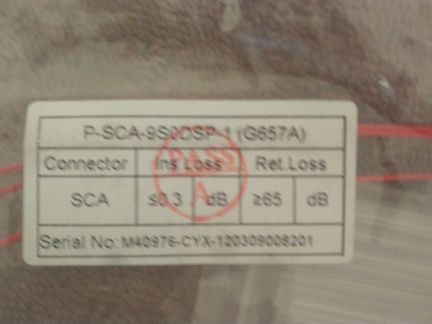 P-SCA-9S0DSP-1 (G657A)
Connector Ins.Loss Ret.Loss
SCA ≤0.3 dB ≥65 dB
Serial No: M40976-CYX-120309006201
PASS
A